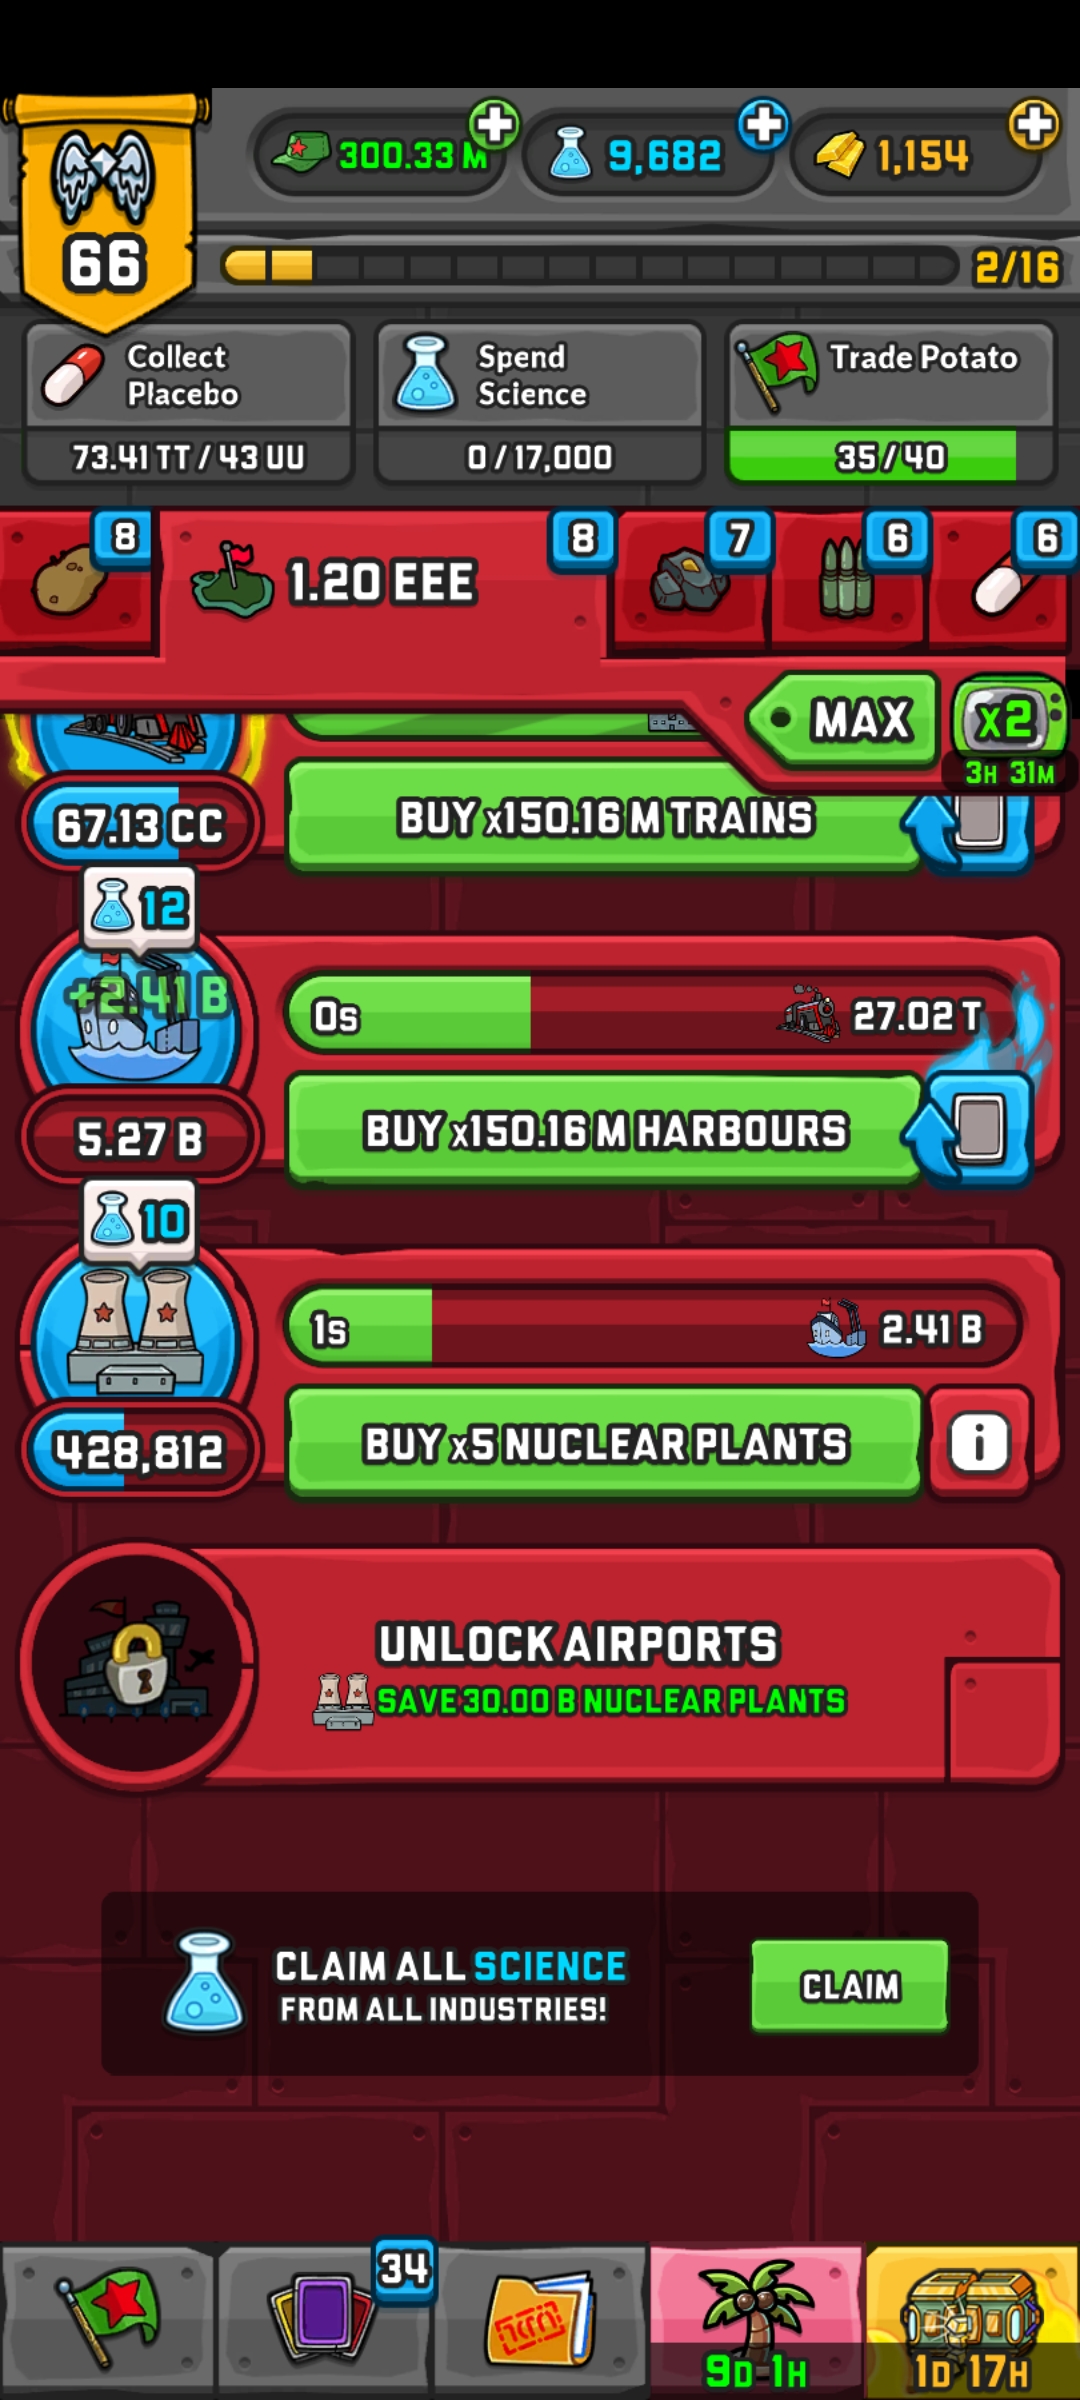 300.33 M
9,682
1,154
66
2/16
Collect
Placebo
73.41 TT / 43 UU
Spend
Science
0 / 17,000
Trade Potato
35 / 40
8
1.20 EEE
8
7
6
6
MAX
x2
3H 31M
67.13 CC
BUY x150.16 M TRAINS
12
+2.41 B
0s
27.02 T
5.27 B
BUY x150.16 M HARBOURS
10
1s
2.41 B
428,812
BUY x5 NUCLEAR PLANTS
i
UNLOCK AIRPORTS
SAVE 30.00 B NUCLEAR PLANTS
CLAIM ALL SCIENCE
FROM ALL INDUSTRIES!
CLAIM
34
9D 1H
1D 17H